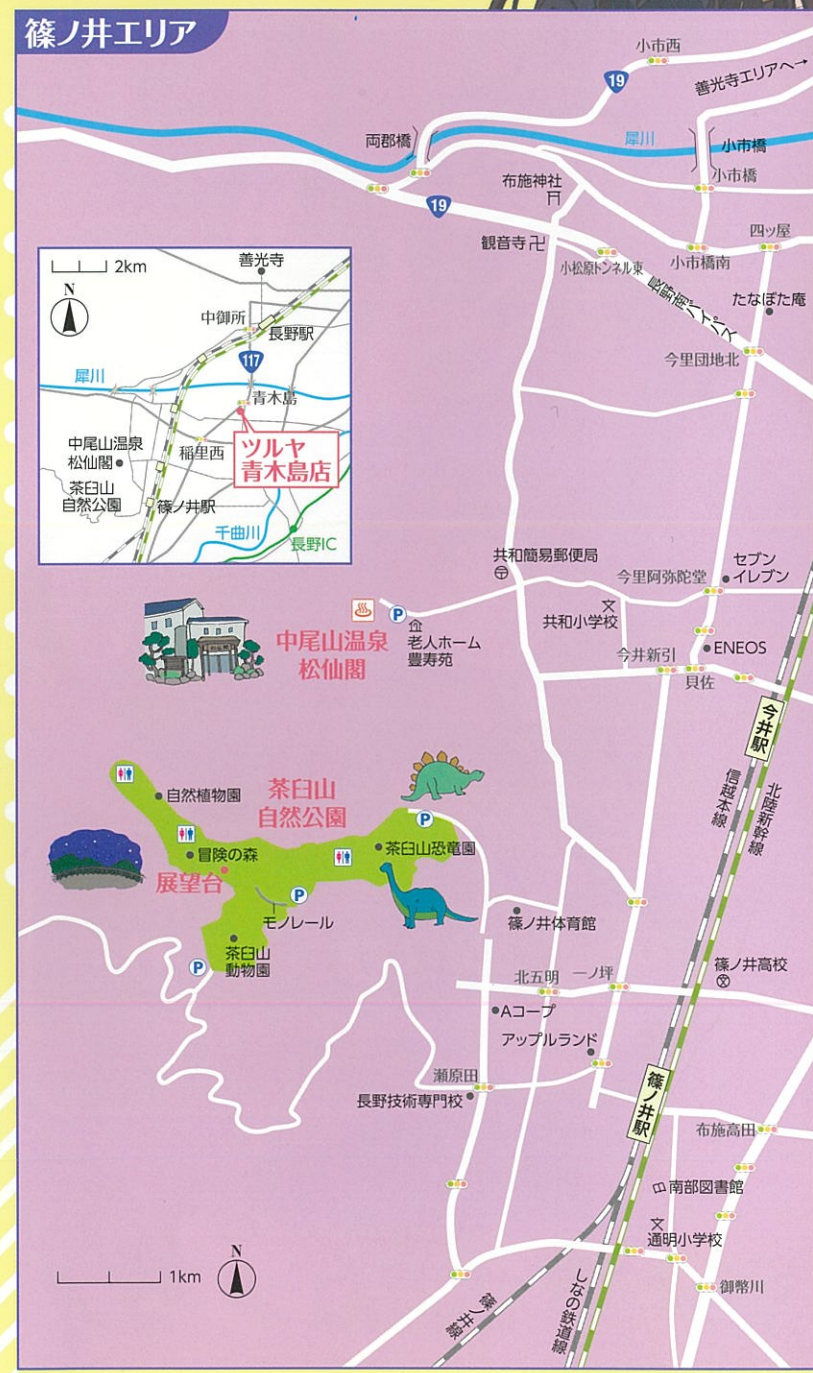 篠ノ井エリア
小市西
19
善光寺エリアへ→
両郡橋
犀川
小市橋
小市橋
布施神社
19
四ツ屋
観音寺卍
小松原トンネル東
小市橋南
長野南バイパス
たなぼた庵
今里団地北
2km
N
善光寺
中御所
長野駅
117
犀川
青木島
ツルヤ
青木島店
稲里西
中尾山温泉
松仙閣
茶臼山
自然公園
篠ノ井駅
千曲川
長野IC
共和簡易郵便局
今里阿弥陀堂
セブン
イレブン
文
共和小学校
P
老人ホーム
豊寿苑
中尾山温泉
松仙閣
今井新引
ENEOS
貝佐
今井駅
信越本線
北陸新幹線
自然植物園
茶臼山
自然公園
P
冒険の森
茶臼山恐竜園
展望台
P
モノレール
篠ノ井体育館
茶臼山
動物園
P
北五明
一ノ坪
篠ノ井高校
文
Aコープ
アップルランド
瀬原田
長野技術専門校
篠ノ井駅
布施高田
南部図書館
文
通明小学校
1km
N
御幣川
篠ノ井線
しなの鉄道線